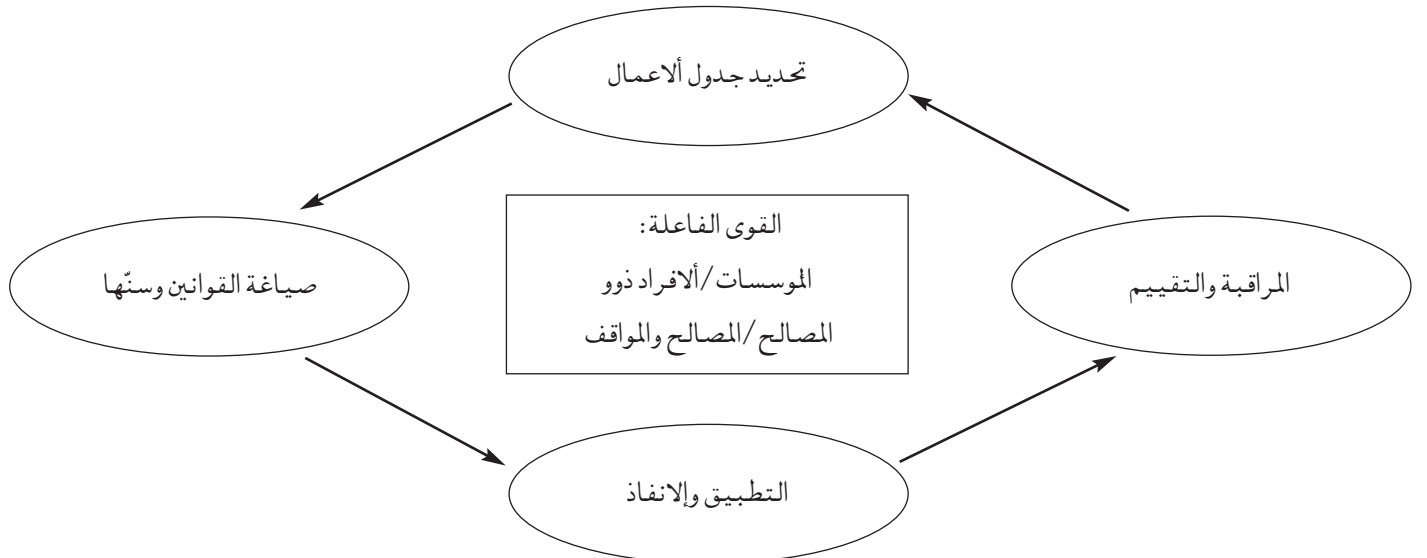 تحديد جدول ألاعمال
القوى الفاعلة:
الموسسات/ألافراد ذوو
المصالح/المصالح والمواقف
المراقبة والتقييم
صياغة القوانين وسنّها
التطبيق وإلانفاذ